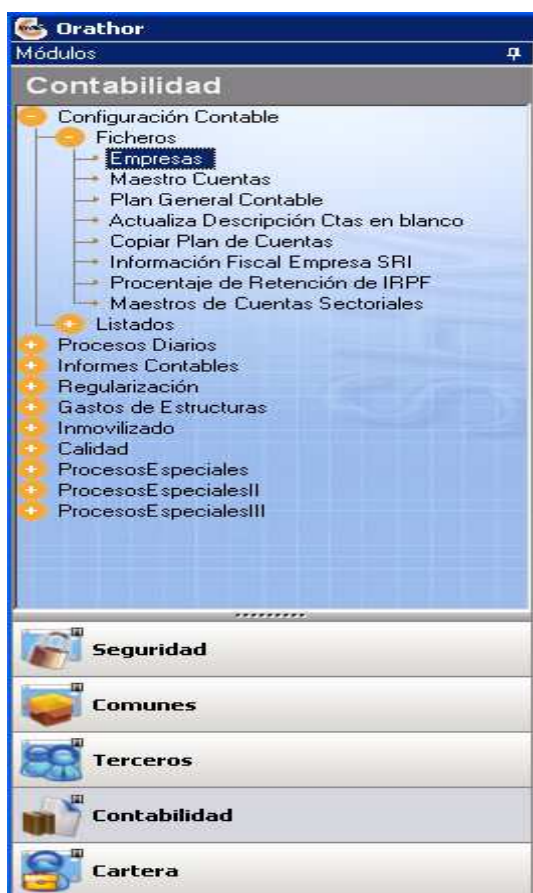 Orathor
Módulos
Contabilidad
Configuración Contable
Ficheros
Empresas
Maestro Cuentas
Plan General Contable
Actualiza Descripción Ctas en blanco
Copiar Plan de Cuentas
Información Fiscal Empresa SRI
Procentaje de Retención de IRPF
Maestros de Cuentas Sectoriales
Listados
Procesos Diarios
Informes Contables
Regularización
Gastos de Estructuras
Inmovilizado
Calidad
ProcesosEspeciales
ProcesosEspecialesII
ProcesosEspecialesIII
Seguridad
Comunes
Terceros
Contabilidad
Cartera